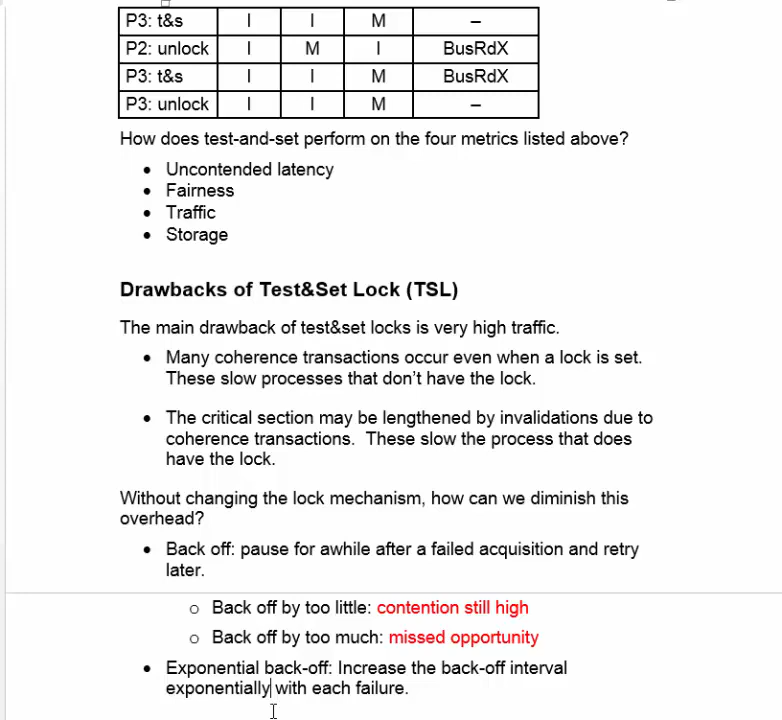 P3: t&s I I M –
P2: unlock I M I BusRdX
P3: t&s I I M BusRdX
P3: unlock I I M –
How does test-and-set perform on the four metrics listed above?
• Uncontended latency
• Fairness
• Traffic
• Storage
Drawbacks of Test&Set Lock (TSL)
The main drawback of test&set locks is very high traffic.
• Many coherence transactions occur even when a lock is set.
These slow processes that don’t have the lock.
• The critical section may be lengthened by invalidations due to
coherence transactions. These slow the process that does
have the lock.
Without changing the lock mechanism, how can we diminish this
overhead?
• Back off: pause for awhile after a failed acquisition and retry
later.
o Back off by too little: contention still high
o Back off by too much: missed opportunity
• Exponential back-off: Increase the back-off interval
exponentially with each failure.